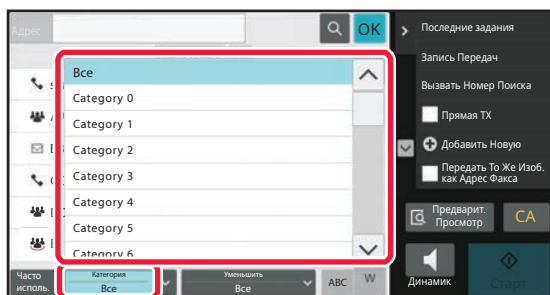 Адрес
OK
Последние задания
Запись Передач
Вызвать Номер Поиска
Прямая TX
Добавить Новую
Передать То Же Изоб.
как Адрес Факса
Предварит.
Просмотр
CA
Динамик
Старт
Все
Category 0
Category 1
Category 2
Category 3
Category 4
Category 5
Category 6
Часто
исполь.
Категория
Все
Уменьшить
Все
ABC
W